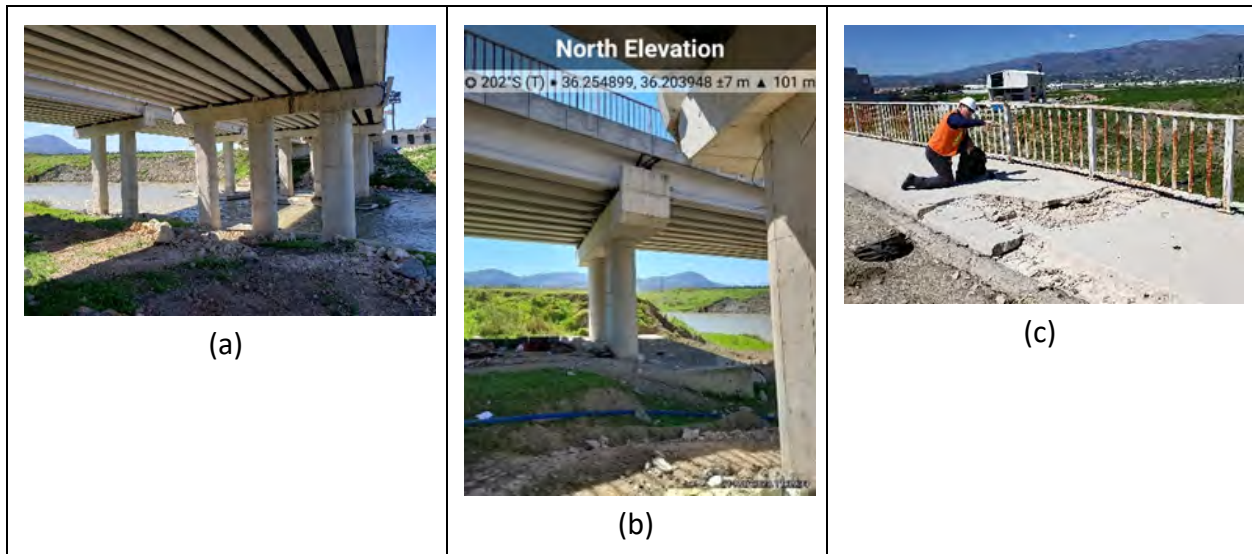 North Elevation
202°S (T) ● 36.254899, 36.203948 ±7 m ▲ 101 m
(a)
(b)
(c)